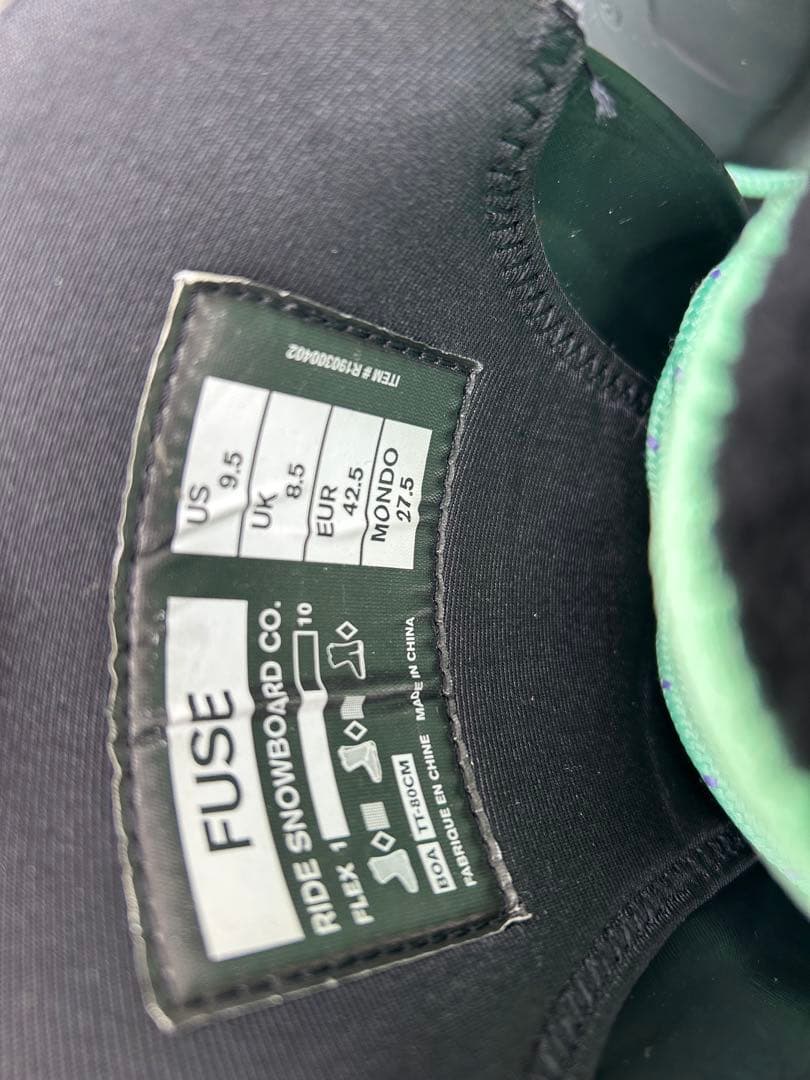 FUSE
RIDE SNOWBOARD CO.
FLEX 1 10
BOA TT-80CM
FABRIQUE EN CHINE MADE IN CHINA
US 9.5
UK 8.5
EUR 42.5
MONDO 27.5
ITEM # R190300402